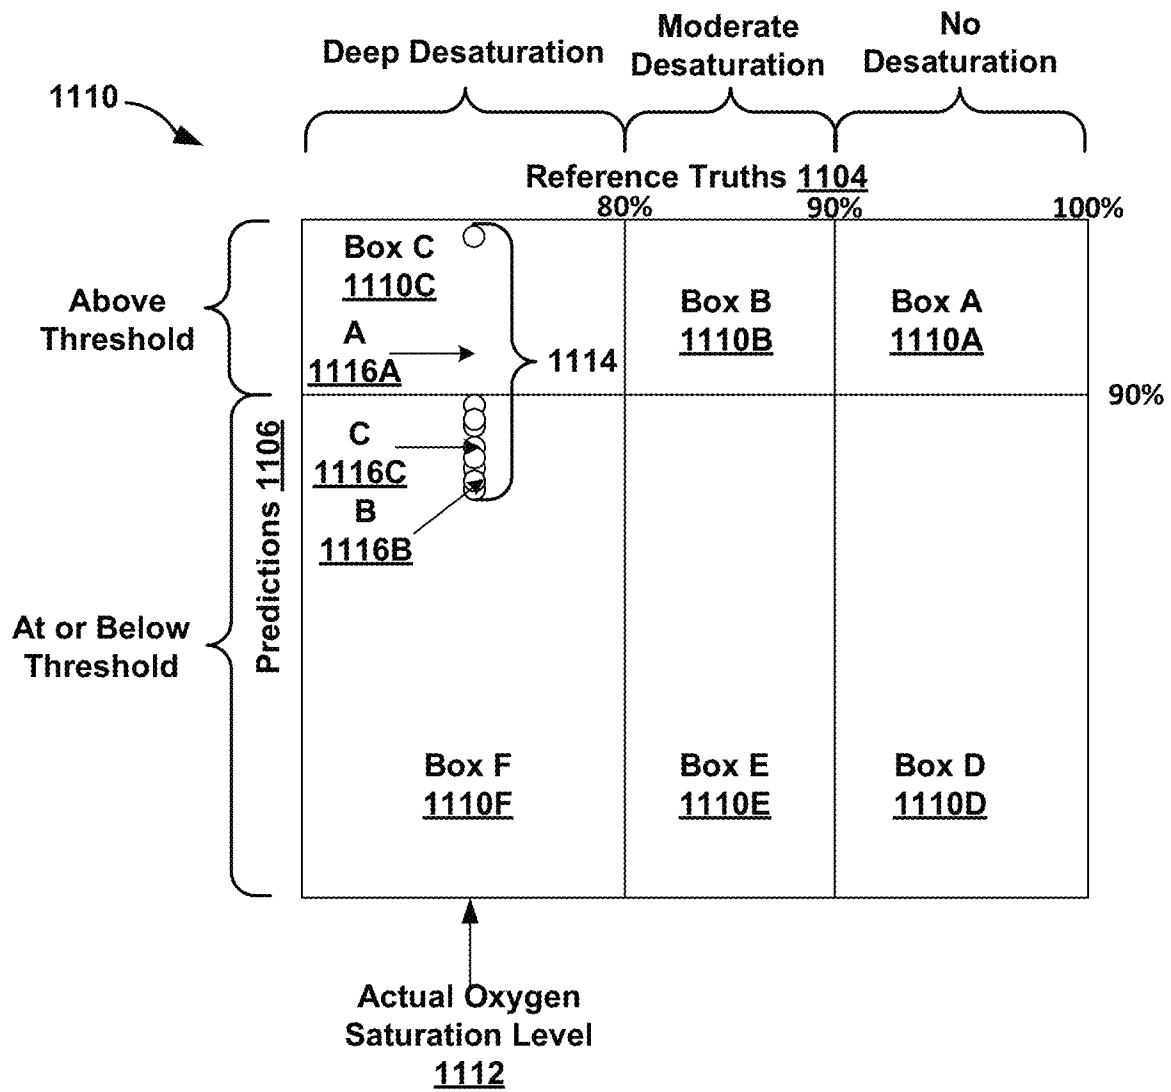 Deep Desaturation
Moderate
Desaturation
No
Desaturation
1110
Reference Truths 1104
80%
90%
100%
Above
Threshold
Box C
1110C
A
1116A
1114
Box B
1110B
Box A
1110A
90%
Predictions 1106
C
1116C
B
1116B
At or Below
Threshold
Box F
1110F
Box E
1110E
Box D
1110D
Actual Oxygen
Saturation Level
1112